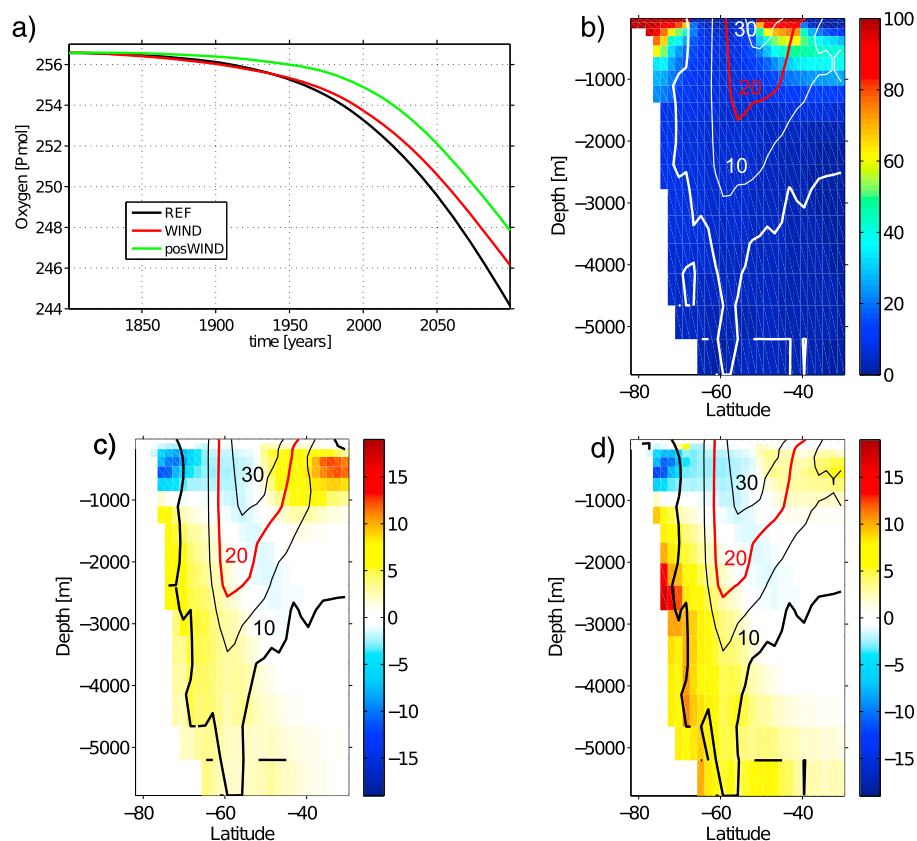 a)
Oxygen [Pmol]
256
254
252
250
248
246
244
REF
WIND
posWIND
1850 1900 1950 2000 2050
time [years]
b)
Depth [m]
−1000
−2000
−3000
−4000
−5000
30
20
10
−80 −60 −40
Latitude
100
80
60
40
20
0
c)
Depth [m]
−1000
−2000
−3000
−4000
−5000
30
20
10
−80 −60 −40
Latitude
15
10
5
0
−5
−10
−15
d)
Depth [m]
−1000
−2000
−3000
−4000
−5000
30
20
10
−80 −60 −40
Latitude
15
10
5
0
−5
−10
−15